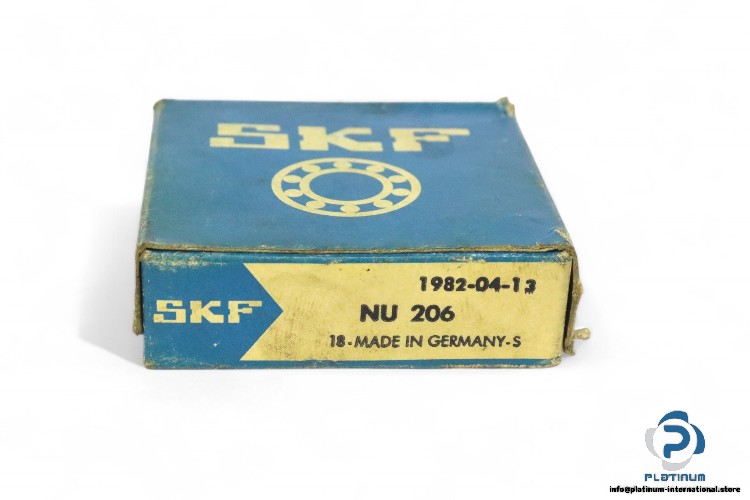 SKF
1982-04-13
SKF
NU 206
18-MADE IN GERMANY-S
PLATINUM
info@platinum-international.store